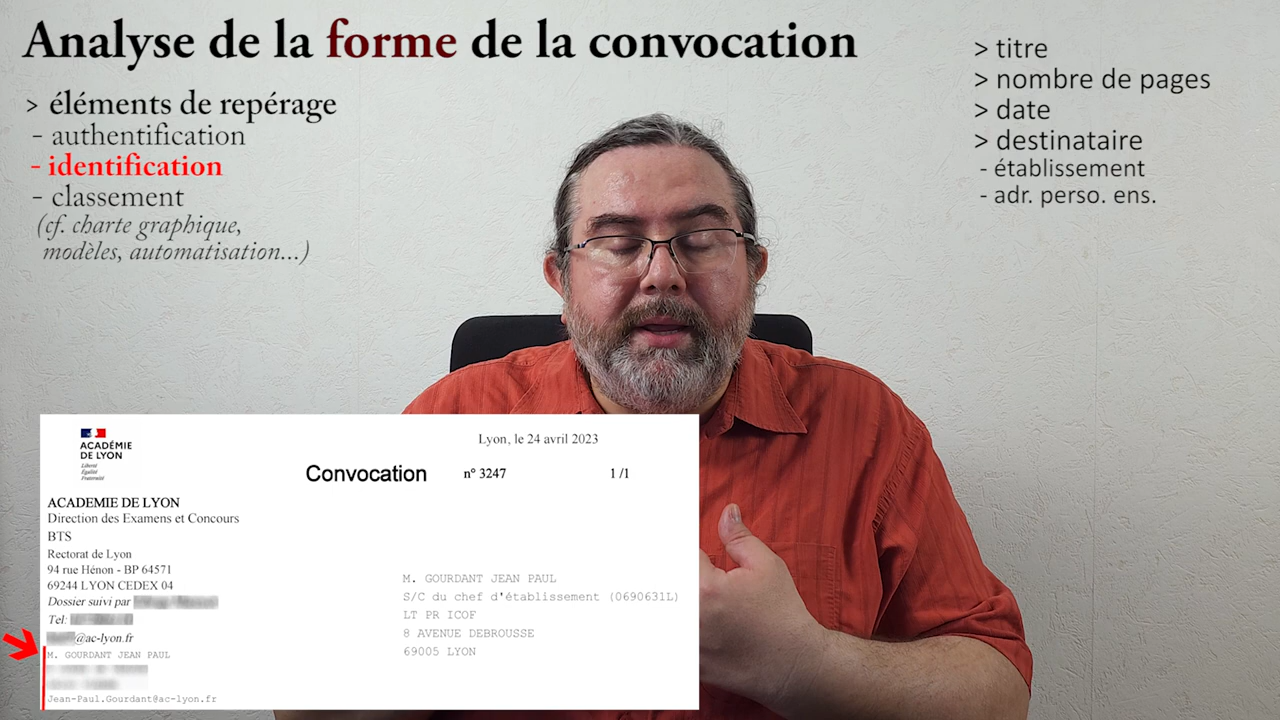 Analyse de la forme de la convocation
> éléments de repérage
- authentification
- identification
- classement
(cf. charte graphique,
modèles, automatisation...)
> titre
> nombre de pages
> date
> destinataire
- établissement
- adr. perso. ens.
ACADÉMIE
DE LYON
Liberté
Égalité
Fraternité
Lyon, le 24 avril 2023
Convocation n° 3247 1 /1
ACADEMIE DE LYON
Direction des Examens et Concours
BTS
Rectorat de Lyon
94 rue Hénon - BP 64571
69244 LYON CEDEX 04
Dossier suivi par
Tel:
@ac-lyon.fr
M. GOURDANT JEAN PAUL
Jean-Paul.Gourdant@ac-lyon.fr
M. GOURDANT JEAN PAUL
S/C du chef d'établissement (0690631L)
LT PR ICOF
8 AVENUE DEBROUSSE
69005 LYON